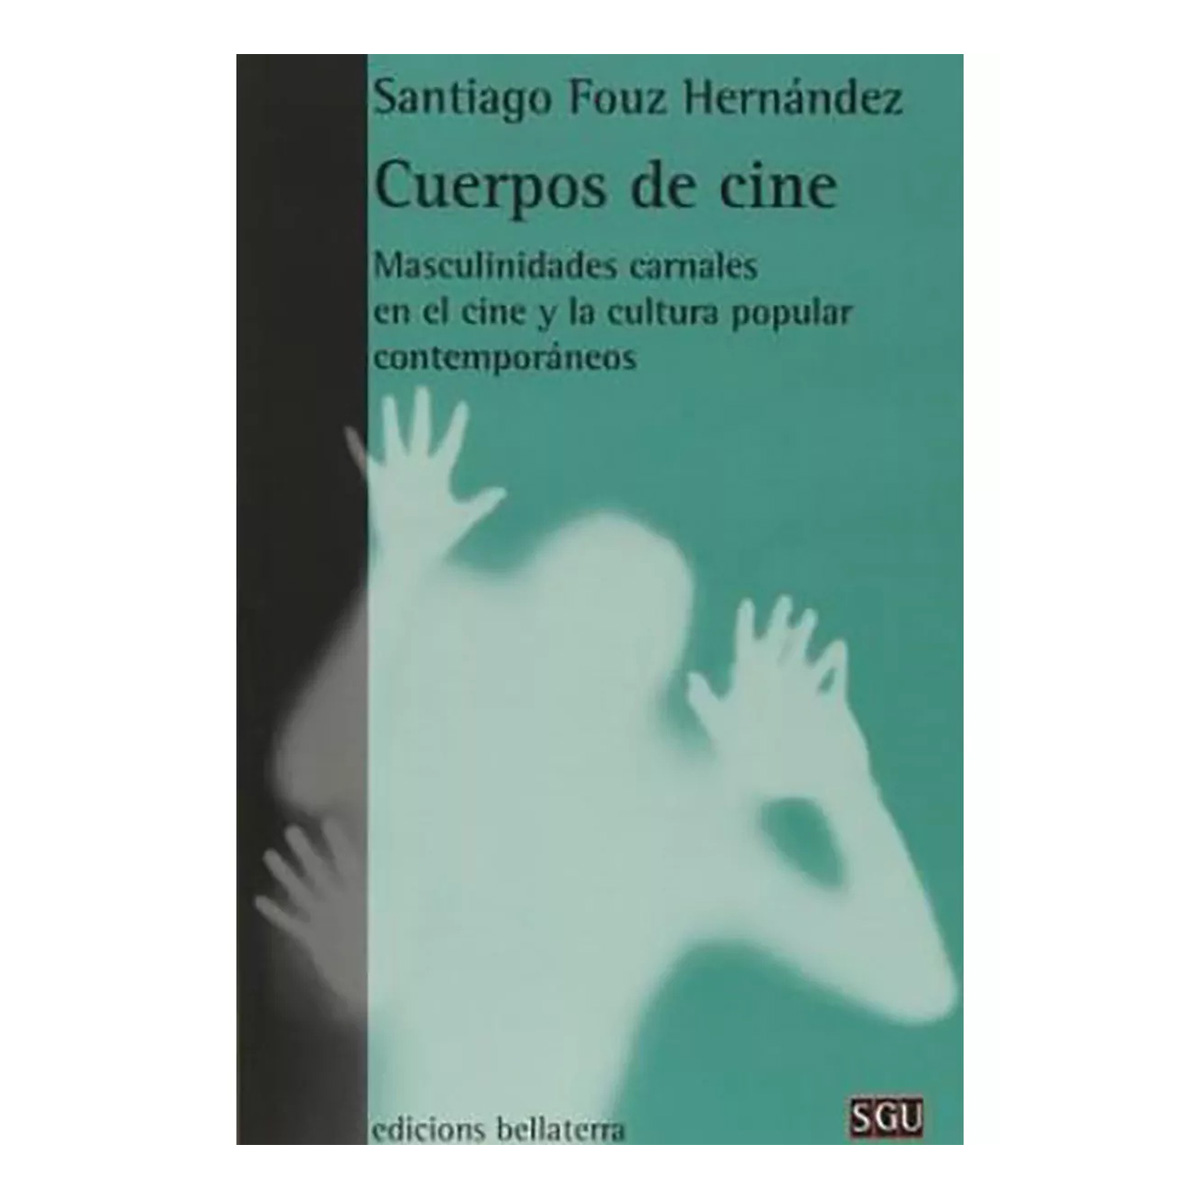 Santiago Fouz Hernández
Cuerpos de cine
Masculinidades carnales
en el cine y la cultura popular
contemporáneos
edicions bellaterra
SGU